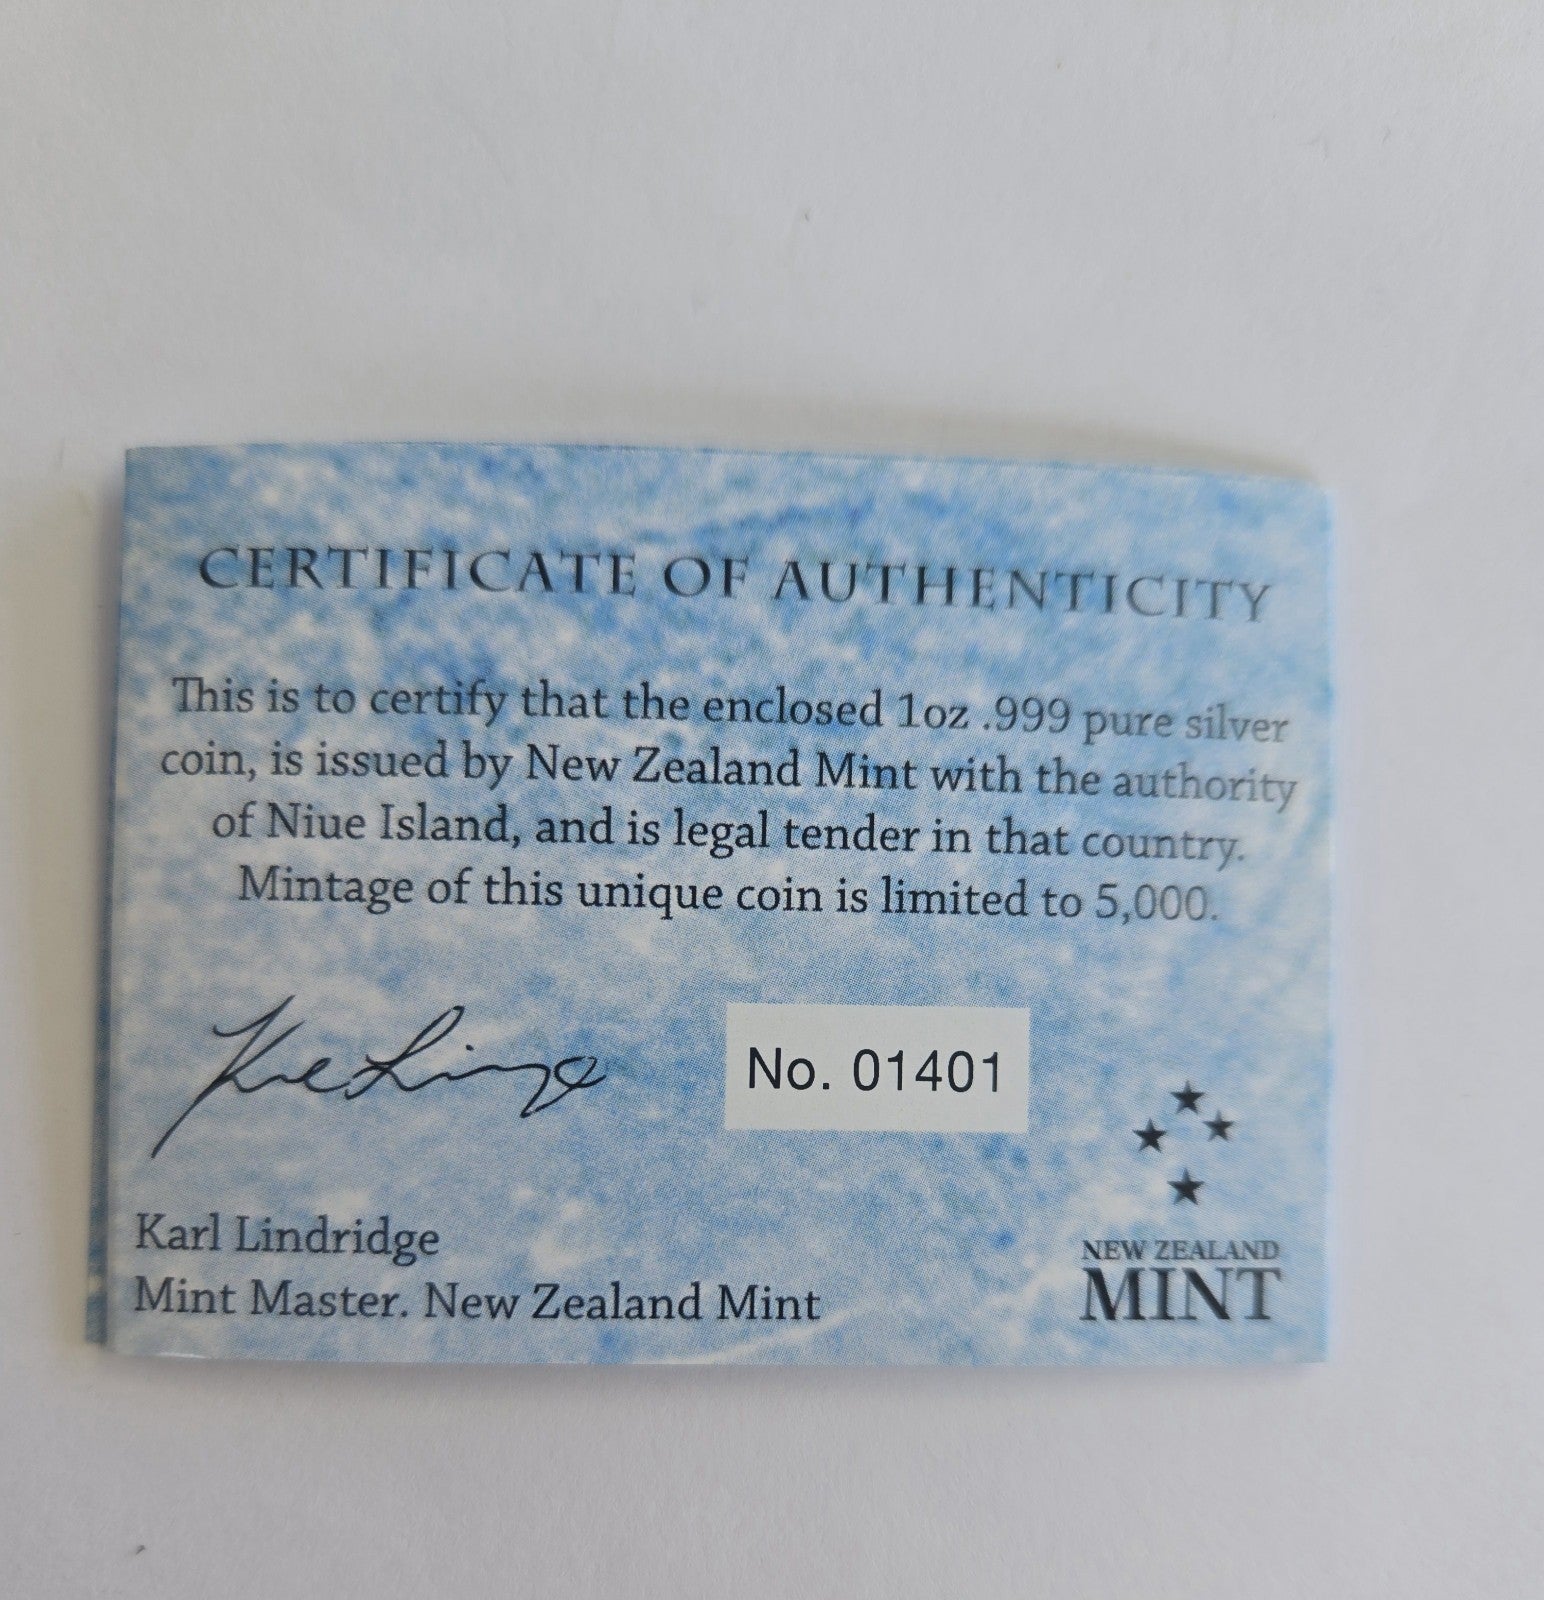 CERTIFICATE OF AUTHENTICITY
This is to certify that the enclosed 1oz .999 pure silver
coin, is issued by New Zealand Mint with the authority
of Niue Island, and is legal tender in that country.
Mintage of this unique coin is limited to 5,000.
No. 01401
Karl Lindridge
Mint Master. New Zealand Mint
NEW ZEALAND
MINT